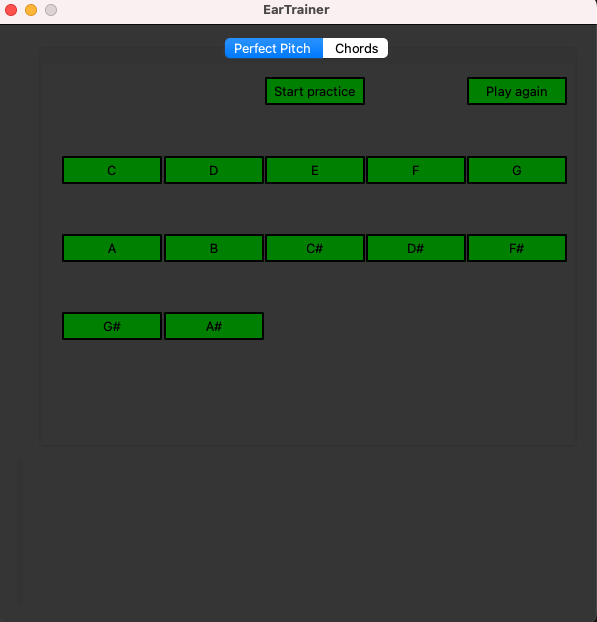 EarTrainer
Perfect Pitch Chords
Start practice Play again
C D E F G
A B C# D# F#
G# A#